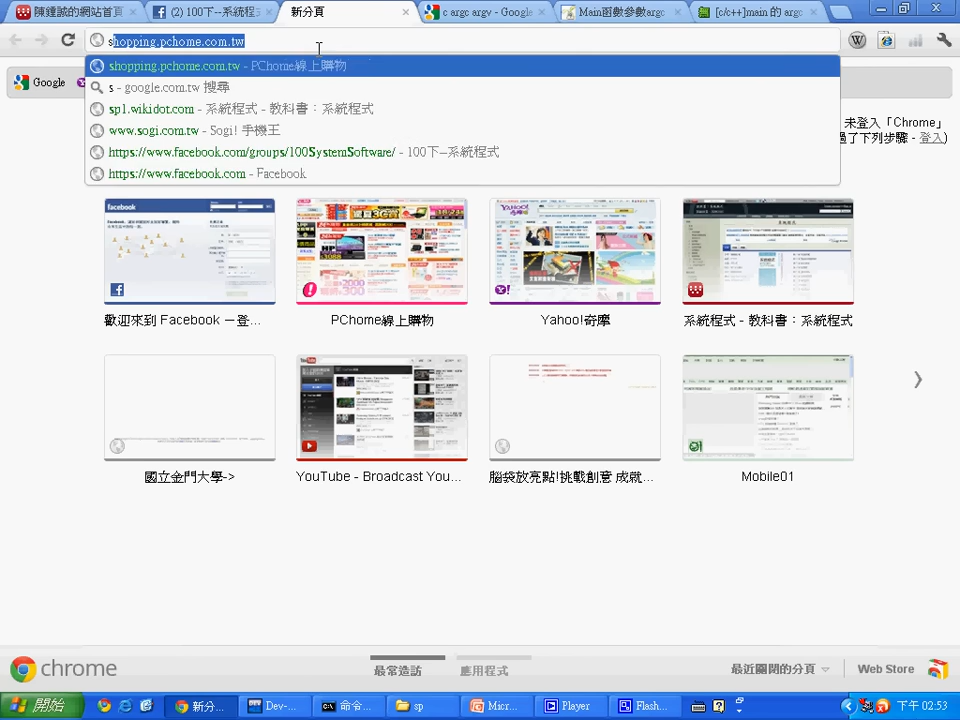 陳鍾誠的網站首頁
(2) 100下--系統程式
新分頁
c argc argv - Google
Main函數參數argc
[c/c++]main 的 argc
shopping.pchome.com.tw
shopping.pchome.com.tw - PChome線上購物
s - google.com.tw 搜尋
sp1.wikidot.com - 系統程式 - 教科書：系統程式
www.sogi.com.tw - Sogi! 手機王
https://www.facebook.com/groups/100SystemSoftware/ - 100下--系統程式
https://www.facebook.com - Facebook
Google
未登入「Chrome」
過了下列步驟 - 登入)
歡迎來到 Facebook －登...
PChome線上購物
Yahoo!奇摩
系統程式 - 教科書：系統程式
國立金門大學->
YouTube - Broadcast You...
腦袋放亮點!挑戰創意 成就...
Mobile01
chrome
最常造訪
應用程式
最近關閉的分頁
Web Store
開始
新分...
Dev-...
命令...
sp
Micr...
Player
Flash...
下午 02:53